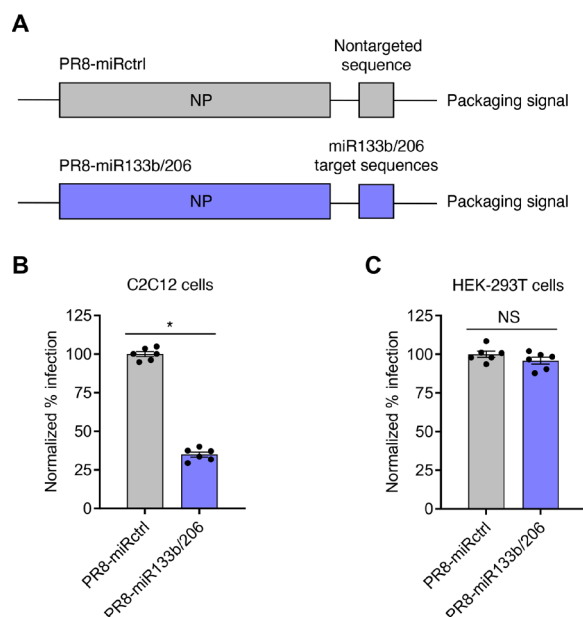 A
PR8-miRctrl
Nontargeted
sequence
NP
Packaging signal
PR8-miR133b/206
miR133b/206
target sequences
NP
Packaging signal
B
C2C12 cells
Normalized % infection
125
100
75
50
25
0
*
PR8-miRctrl
PR8-miR133b/206
C
HEK-293T cells
Normalized % infection
125
100
75
50
25
0
NS
PR8-miRctrl
PR8-miR133b/206